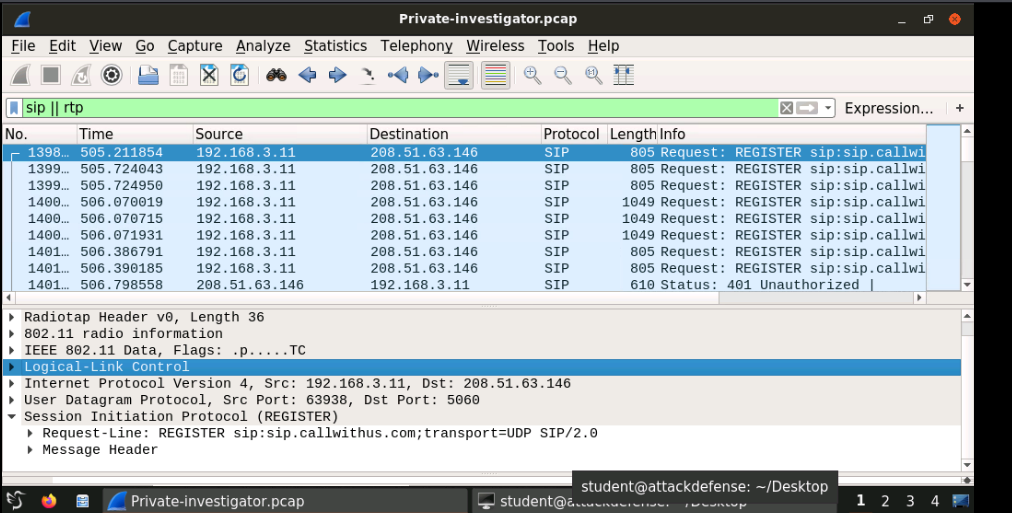 Private-investigator.pcap
File Edit View Go Capture Analyze Statistics Telephony Wireless Tools Help
sip || rtp Expression... +
No. Time Source Destination Protocol Length Info
1398… 505.211854 192.168.3.11 208.51.63.146 SIP 805 Request: REGISTER sip:sip.callwi
1399… 505.724043 192.168.3.11 208.51.63.146 SIP 805 Request: REGISTER sip:sip.callwi
1399… 505.724950 192.168.3.11 208.51.63.146 SIP 805 Request: REGISTER sip:sip.callwi
1400… 506.070019 192.168.3.11 208.51.63.146 SIP 1049 Request: REGISTER sip:sip.callwi
1400… 506.070715 192.168.3.11 208.51.63.146 SIP 1049 Request: REGISTER sip:sip.callwi
1400… 506.071931 192.168.3.11 208.51.63.146 SIP 1049 Request: REGISTER sip:sip.callwi
1401… 506.386791 192.168.3.11 208.51.63.146 SIP 805 Request: REGISTER sip:sip.callwi
1401… 506.390185 192.168.3.11 208.51.63.146 SIP 805 Request: REGISTER sip:sip.callwi
1401… 506.798558 208.51.63.146 192.168.3.11 SIP 610 Status: 401 Unauthorized |
Radiotap Header v0, Length 36
802.11 radio information
IEEE 802.11 Data, Flags: .p.....TC
Logical-Link Control
Internet Protocol Version 4, Src: 192.168.3.11, Dst: 208.51.63.146
User Datagram Protocol, Src Port: 63938, Dst Port: 5060
Session Initiation Protocol (REGISTER)
Request-Line: REGISTER sip:sip.callwithus.com;transport=UDP SIP/2.0
Message Header
student@attackdefense: ~/Desktop
Private-investigator.pcap student@attackdefense: ~/Desktop 1 2 3 4